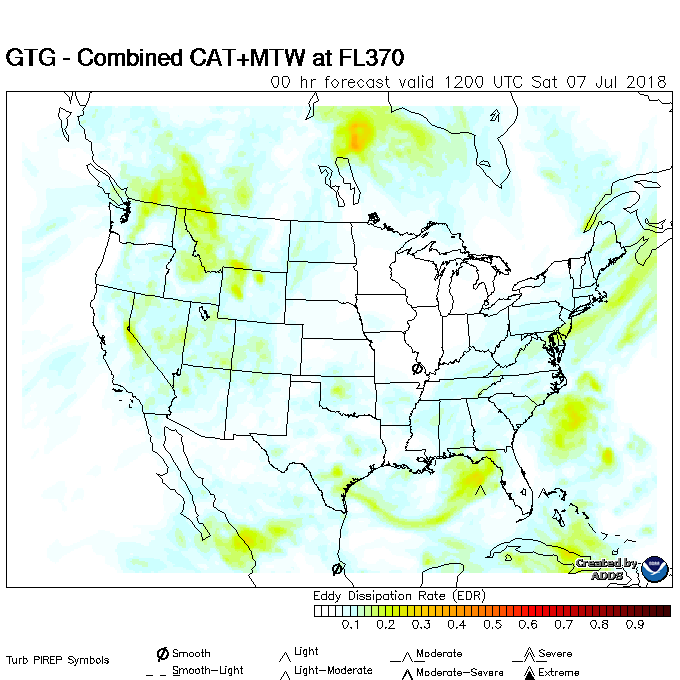 GTG - Combined CAT+MTW at FL370
00 hr forecast valid 1200 UTC Sat 07 Jul 2018
Created by
ADDS
Eddy Dissipation Rate (EDR)
0.1 0.2 0.3 0.4 0.5 0.6 0.7 0.8 0.9
Turb PIREP Symbols
Smooth Light Moderate Severe
Smooth-Light Light-Moderate Moderate-Severe Extreme